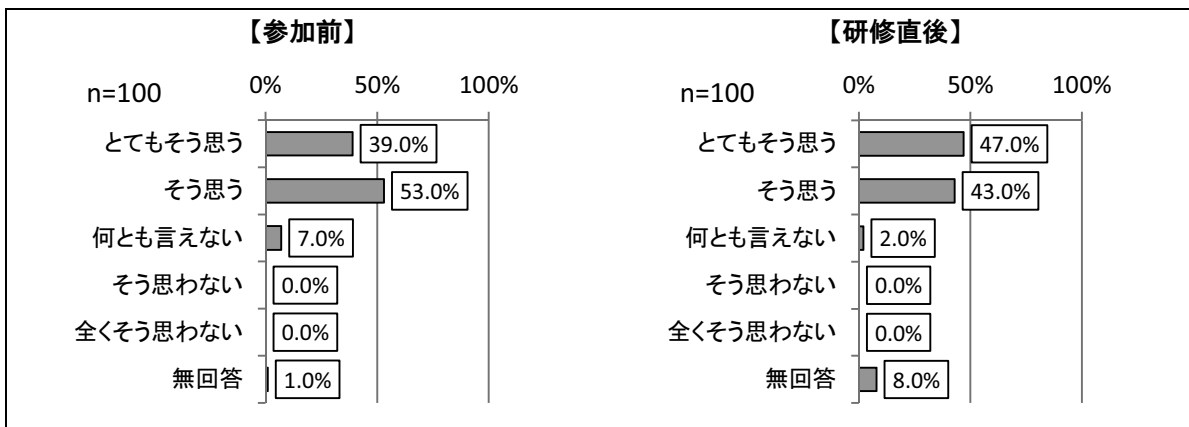 【参加前】
n=100
0% 50% 100%
とてもそう思う 39.0%
そう思う 53.0%
何とも言えない 7.0%
そう思わない 0.0%
全くそう思わない 0.0%
無回答 1.0%
【研修直後】
n=100
0% 50% 100%
とてもそう思う 47.0%
そう思う 43.0%
何とも言えない 2.0%
そう思わない 0.0%
全くそう思わない 0.0%
無回答 8.0%